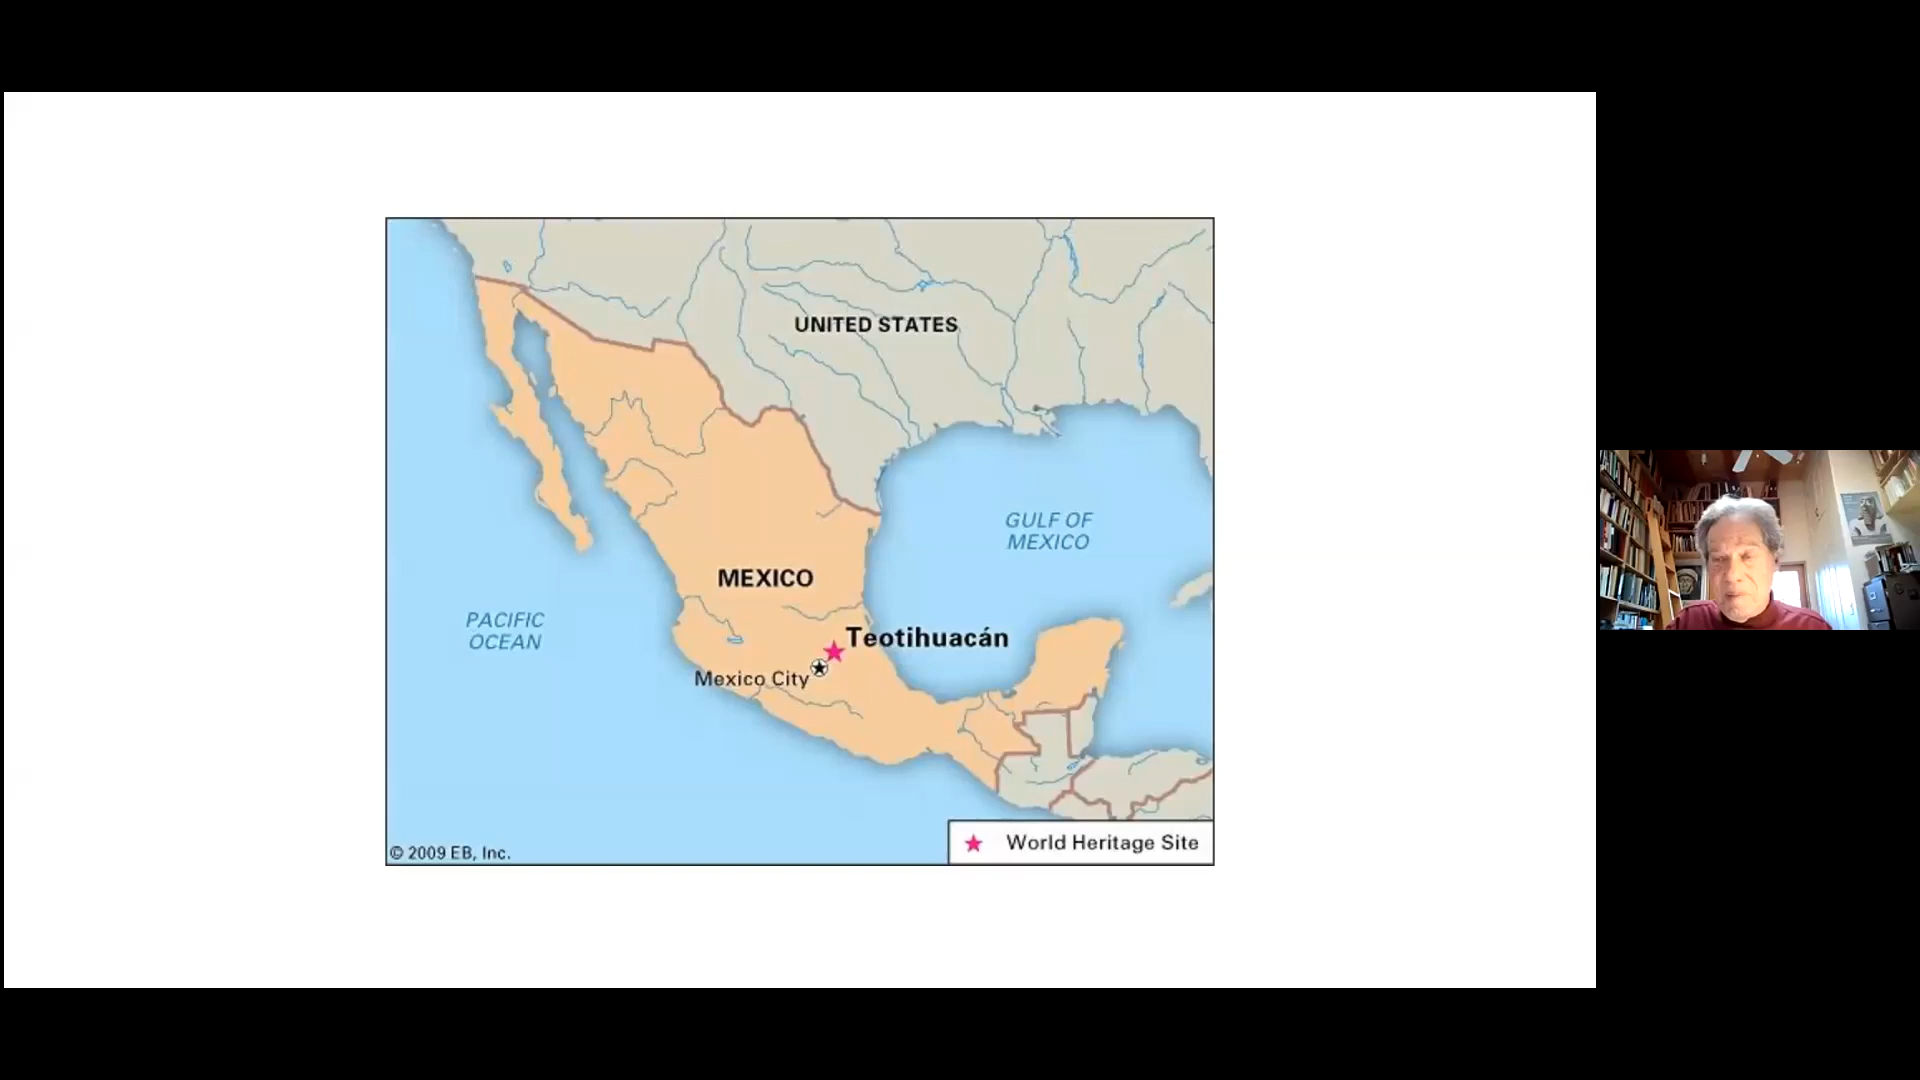 UNITED STATES
GULF OF
MEXICO
MEXICO
PACIFIC
OCEAN
Teotihuacán
Mexico City
World Heritage Site
© 2009 EB, Inc.